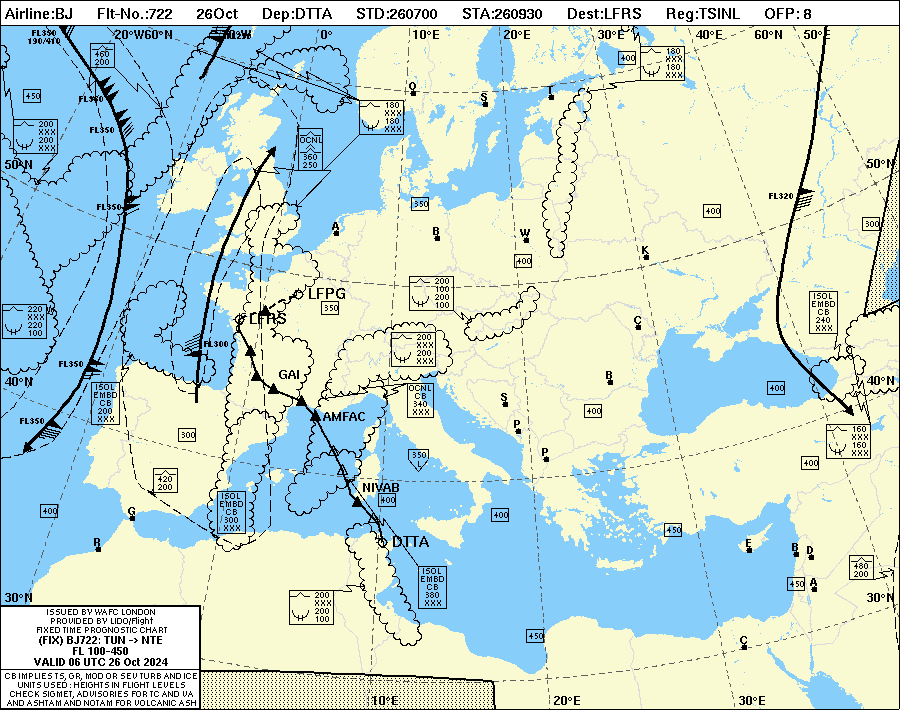 Airline:BJ Flt-No.:722 26Oct Dep:DTTA STD:260700 STA:260930 Dest:LFRS Reg:TSINL OFP: 8
FL350
190/410
20°W60°N
0°
10°E
20°E
30°E
40°E
60°N
50°E
460
200
400
180
XXX
180
XXX
450
FL350
FL350
O
S
T
180
XXX
180
XXX
200
XXX
200
100
OCNL
360
250
50°N
50°N
FL350
FL320
350
400
300
A
B
W
K
400
220
XXX
220
100
LFPG
350
200
100
200
100
ISOL
EMBD
CB
240
XXX
LFRS
C
FL300
200
XXX
200
XXX
FL350
GAI
40°N
40°N
B
400
ISOL
EMBD
CB
200
XXX
OCNL
CB
340
XXX
S
400
AMFAC
P
FL350
300
160
XXX
160
XXX
P
350
L
400
420
200
NIVAB
400
ISOL
EMBD
CB
300
XXX
400
G
400
450
DTTA
R
E
B
D
480
200
ISOL
EMBD
CB
380
XXX
450
A
30°N
30°N
200
XXX
200
100
450
C
ISSUED BY WAFC LONDON
PROVIDED BY LIDO/Flight
FIXED TIME PROGNOSTIC CHART
(FIX) BJ722: TUN -> NTE
FL 100-450
VALID 06 UTC 26 Oct 2024
CB IMPLIES TS, GR, MOD OR SEV TURB AND ICE
UNITS USED : HEIGHTS IN FLIGHT LEVELS
CHECK SIGMET, ADVISORIES FOR TC AND VA
AND ASHTAM AND NOTAM FOR VOLCANIC ASH
10°E
20°E
30°E